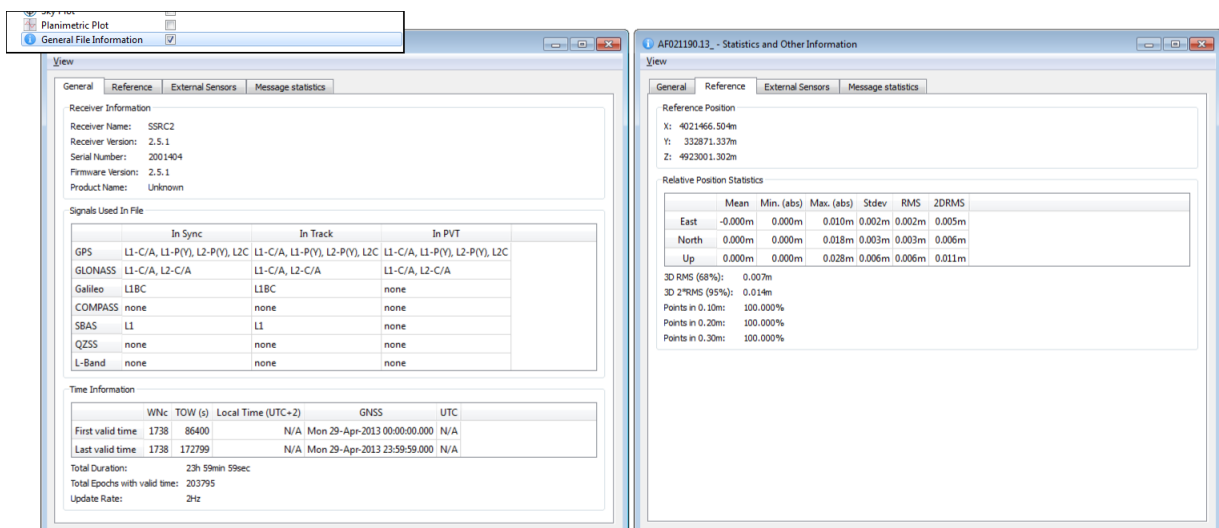 Sky Plot
Planimetric Plot
General File Information
View
General Reference External Sensors Message statistics
Receiver Information
Receiver Name: SSRC2
Receiver Version: 2.5.1
Serial Number: 2001404
Firmware Version: 2.5.1
Product Name: Unknown
Signals Used In File
In Sync In Track In PVT
GPS L1-C/A, L1-P(Y), L2-P(Y), L2C L1-C/A, L1-P(Y), L2-P(Y), L2C L1-C/A, L1-P(Y), L2-P(Y), L2C
GLONASS L1-C/A, L2-C/A L1-C/A, L2-C/A L1-C/A, L2-C/A
Galileo L1BC L1BC none
COMPASS none none none
SBAS L1 L1 none
QZSS none none none
L-Band none none none
Time Information
WNc TOW (s) Local Time (UTC+2) GNSS UTC
First valid time 1738 86400 N/A Mon 29-Apr-2013 00:00:00.000 N/A
Last valid time 1738 172799 N/A Mon 29-Apr-2013 23:59:59.000 N/A
Total Duration: 23h 59min 59sec
Total Epochs with valid time: 203795
Update Rate: 2Hz
AF021190.13_ - Statistics and Other Information
View
General Reference External Sensors Message statistics
Reference Position
X: 4021466.504m
Y: 332871.337m
Z: 4923001.302m
Relative Position Statistics
Mean Min. (abs) Max. (abs) Stdev RMS 2DRMS
East -0.000m 0.000m 0.010m 0.002m 0.002m 0.005m
North 0.000m 0.000m 0.018m 0.003m 0.003m 0.006m
Up 0.000m 0.000m 0.028m 0.006m 0.006m 0.011m
3D RMS (68%): 0.007m
3D 2*RMS (95%): 0.014m
Points in 0.10m: 100.000%
Points in 0.20m: 100.000%
Points in 0.30m: 100.000%